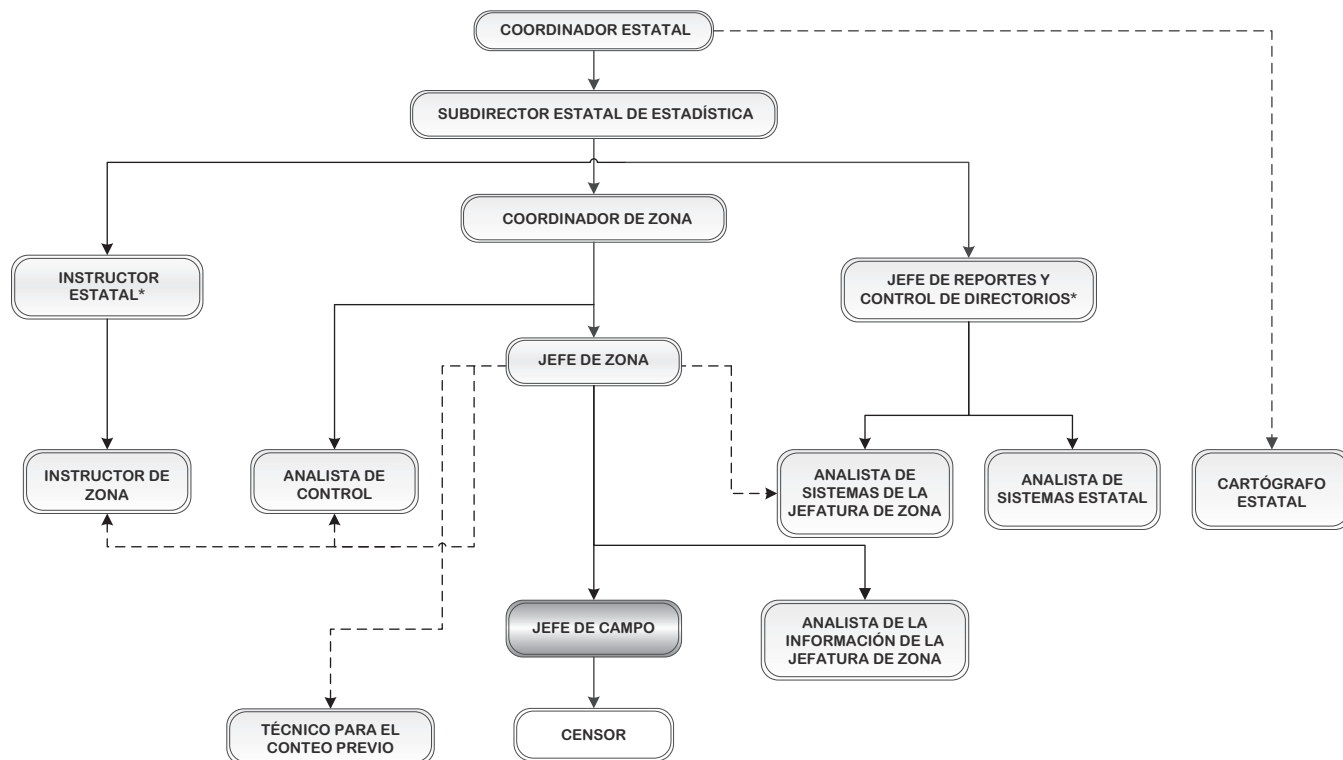 COORDINADOR ESTATAL
SUBDIRECTOR ESTATAL DE ESTADÍSTICA
COORDINADOR DE ZONA
INSTRUCTOR
ESTATAL*
JEFE DE REPORTES Y
CONTROL DE DIRECTORIOS*
JEFE DE ZONA
INSTRUCTOR DE
ZONA
ANALISTA DE
CONTROL
ANALISTA DE
SISTEMAS DE LA
JEFATURA DE ZONA
ANALISTA DE
SISTEMAS ESTATAL
CARTÓGRAFO
ESTATAL
JEFE DE CAMPO
ANALISTA DE LA
INFORMACIÓN DE LA
JEFATURA DE ZONA
TÉCNICO PARA EL
CONTEO PREVIO
CENSOR